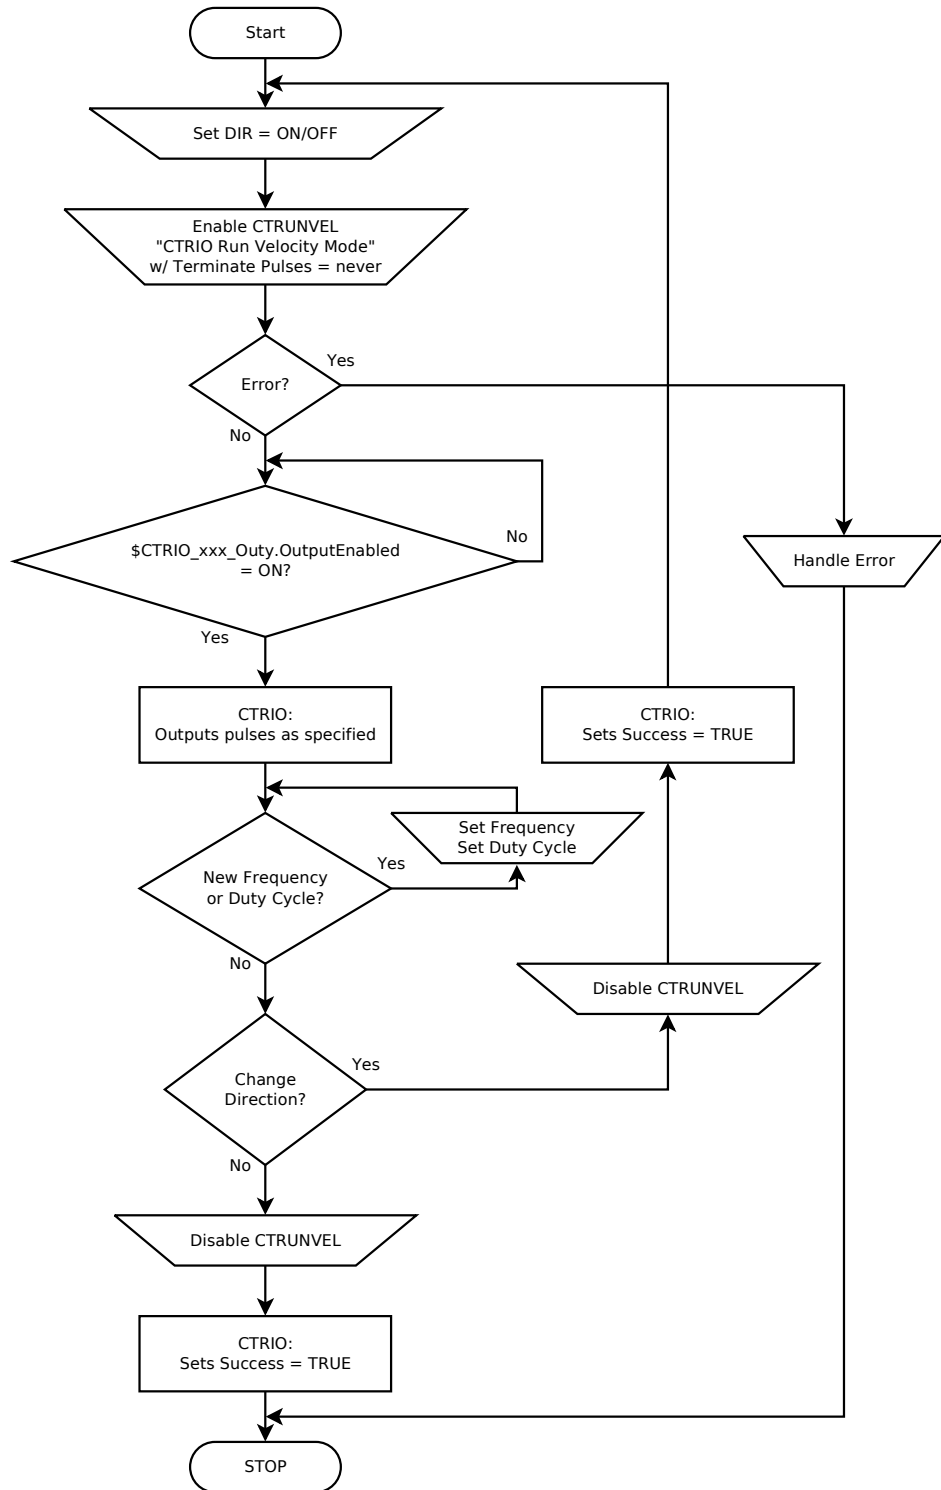 Start
Set DIR = ON/OFF
Enable CTRUNVEL
"CTRIO Run Velocity Mode"
w/ Terminate Pulses = never
Yes
Error?
No
$CTRIO_xxx_Outy.OutputEnabled
= ON?
No
Handle Error
Yes
CTRIO:
Outputs pulses as specified
CTRIO:
Sets Success = TRUE
Set Frequency
Set Duty Cycle
Yes
New Frequency
or Duty Cycle?
No
Disable CTRUNVEL
Yes
Change
Direction?
No
Disable CTRUNVEL
CTRIO:
Sets Success = TRUE
STOP